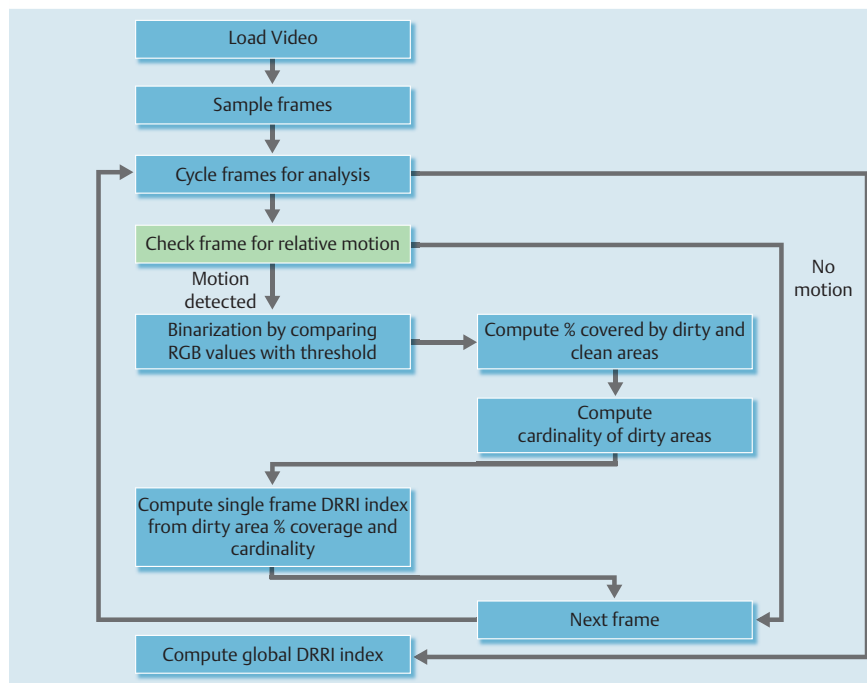 Load Video
Sample frames
Cycle frames for analysis
Check frame for relative motion
Motion
detected
No
motion
Binarization by comparing
RGB values with threshold
Compute % covered by dirty and
clean areas
Compute
cardinality of dirty areas
Compute single frame DRRI index
from dirty area % coverage and
cardinality
Next frame
Compute global DRRI index